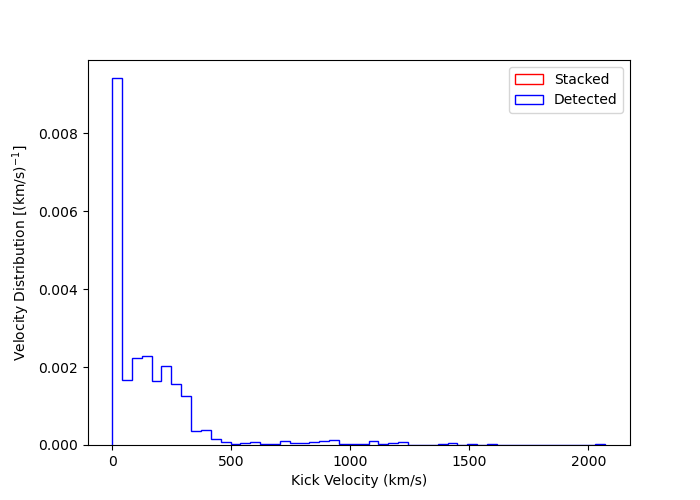 Stacked
Detected
0.008
0.006
0.004
0.002
0.000
0 500 1000 1500 2000
Velocity Distribution [(km/s)⁻¹]
Kick Velocity (km/s)